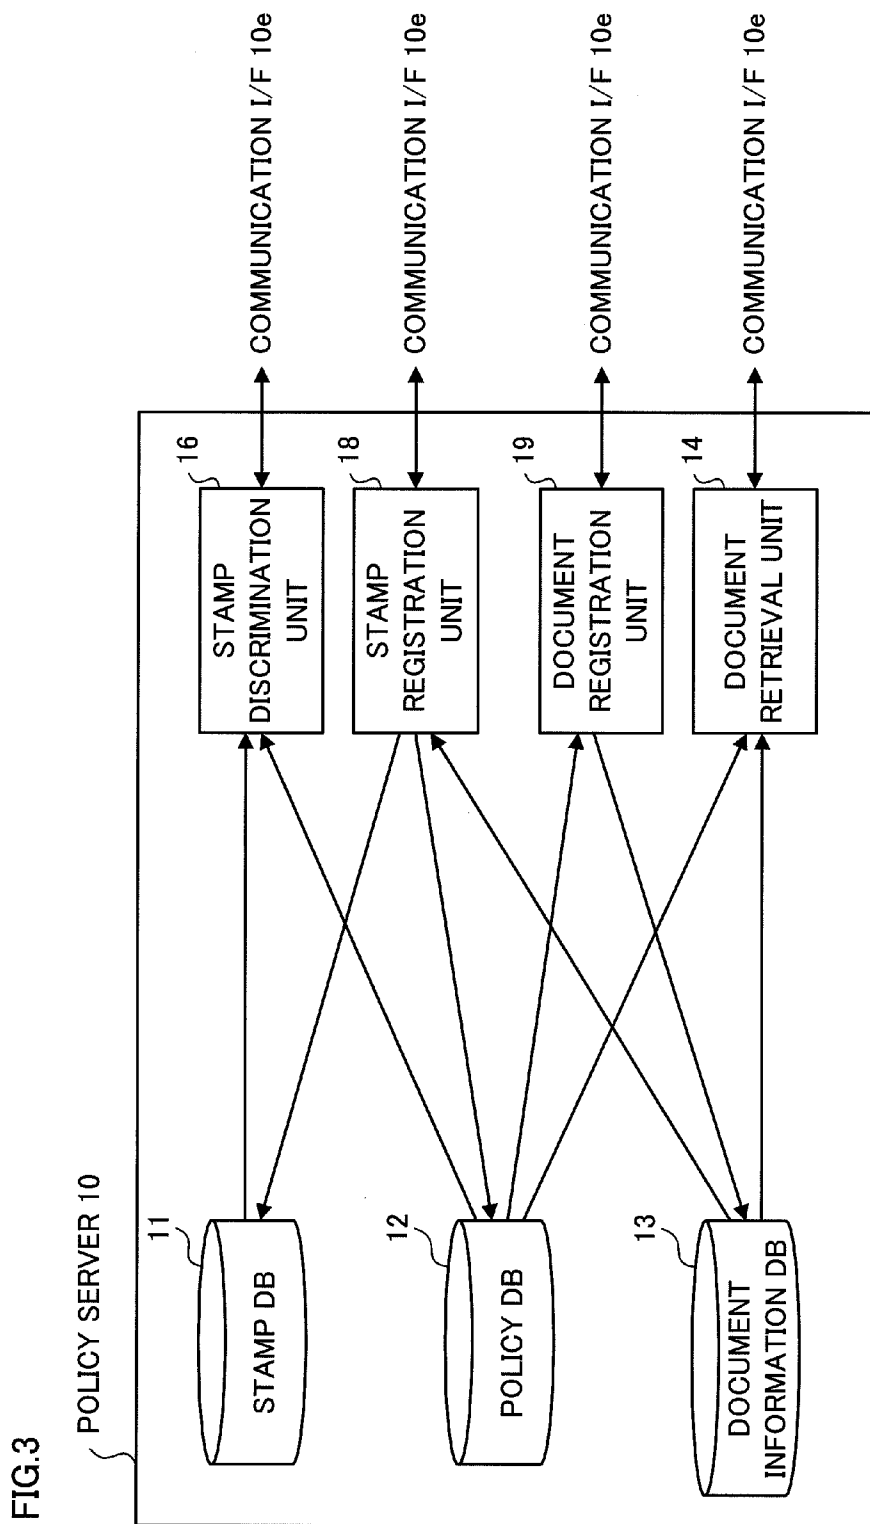 FIG.3
POLICY SERVER 10
11
STAMP DB
12
POLICY DB
13
DOCUMENT
INFORMATION DB
16
STAMP
DISCRIMINATION
UNIT
COMMUNICATION I/F 10e
18
STAMP
REGISTRATION
UNIT
COMMUNICATION I/F 10e
19
DOCUMENT
REGISTRATION
UNIT
COMMUNICATION I/F 10e
14
DOCUMENT
RETRIEVAL UNIT
COMMUNICATION I/F 10e